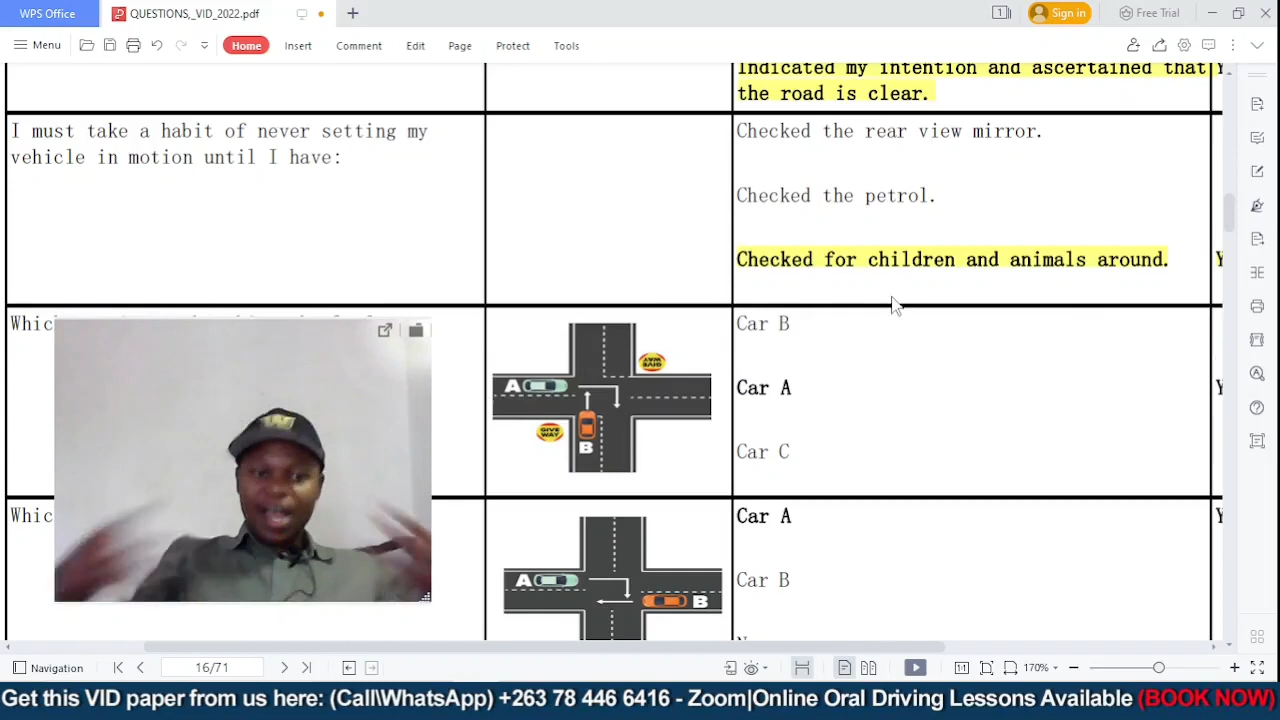 WPS Office
QUESTIONS,_VID_2022.pdf
Sign in
Free Trial
Menu
Home
Insert
Comment
Edit
Page
Protect
Tools
Indicated my intention and ascertained that
the road is clear.
I must take a habit of never setting my
vehicle in motion until I have:
Checked the rear view mirror.
Checked the petrol.
Checked for children and animals around.
Y
Whic
A
GIVE WAY
GIVE WAY
B
Car B
Car A
Y
Car C
Whic
A
B
Car A
Y
Car B
W
Navigation
16/71
170%
Get this VID paper from us here: (Call\WhatsApp) +263 78 446 6416 - Zoom|Online Oral Driving Lessons Available (BOOK NOW)